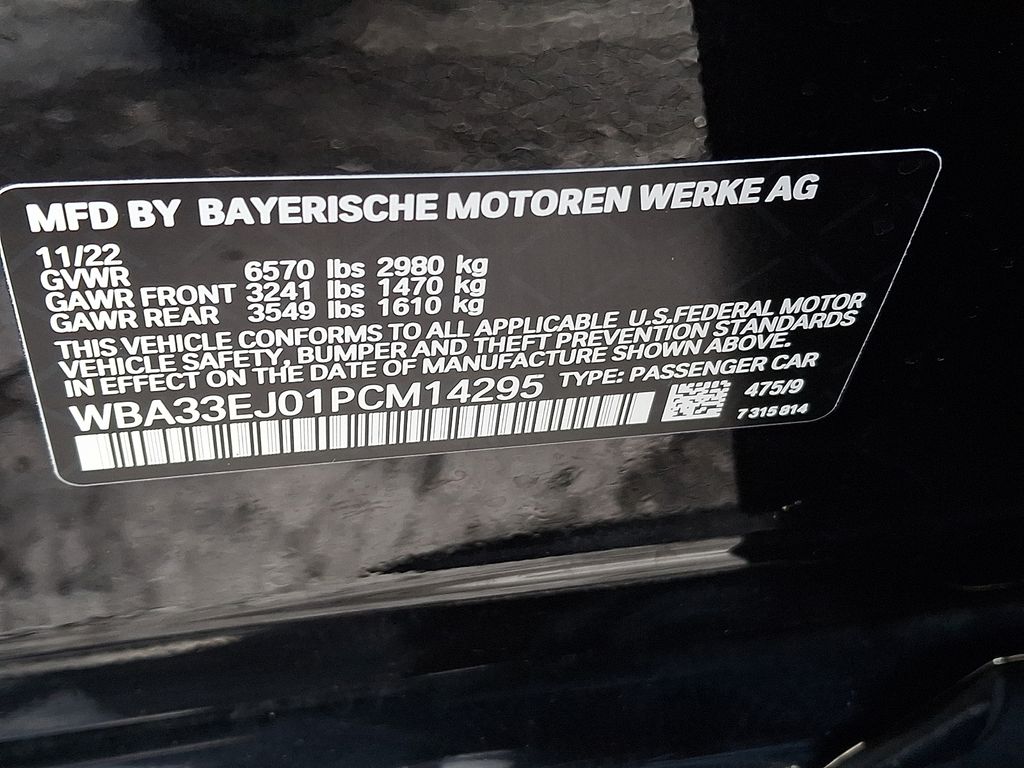 MFD BY BAYERISCHE MOTOREN WERKE AG
11/22
GVWR 6570 lbs 2980 kg
GAWR FRONT 3241 lbs 1470 kg
GAWR REAR 3549 lbs 1610 kg
THIS VEHICLE CONFORMS TO ALL APPLICABLE U.S.FEDERAL MOTOR
VEHICLE SAFETY, BUMPER AND THEFT PREVENTION STANDARDS
IN EFFECT ON THE DATE OF MANUFACTURE SHOWN ABOVE.
WBA33EJ01PCM14295 TYPE: PASSENGER CAR
475/9
7 315 814